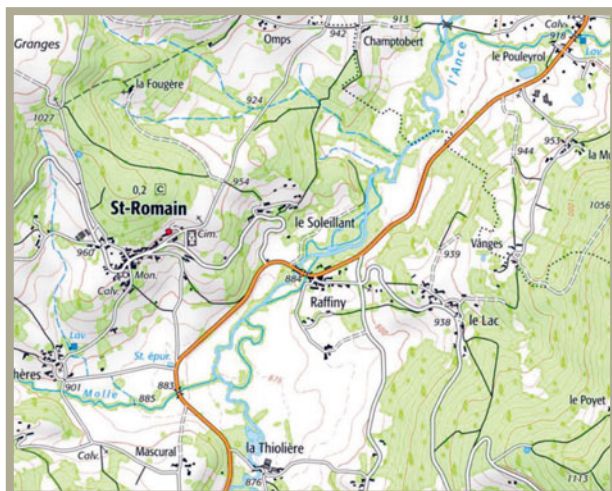 913
Calv.
918
Granges
Omps
942
Champtobert
le Pouleyrol
Lav.
l'Ance
la Fougère
924
1027
944
953
la M
0,2 C
954
1056
St-Romain
Cim.
le Soleillant
960
Mon.
Vanges
939
Calv.
884
Raffiny
le Lac
938
Lav.
St. épur.
hères
901
Molle
883
885
le Poyet
Calv.
Mascural
la Thiolière
876
1113